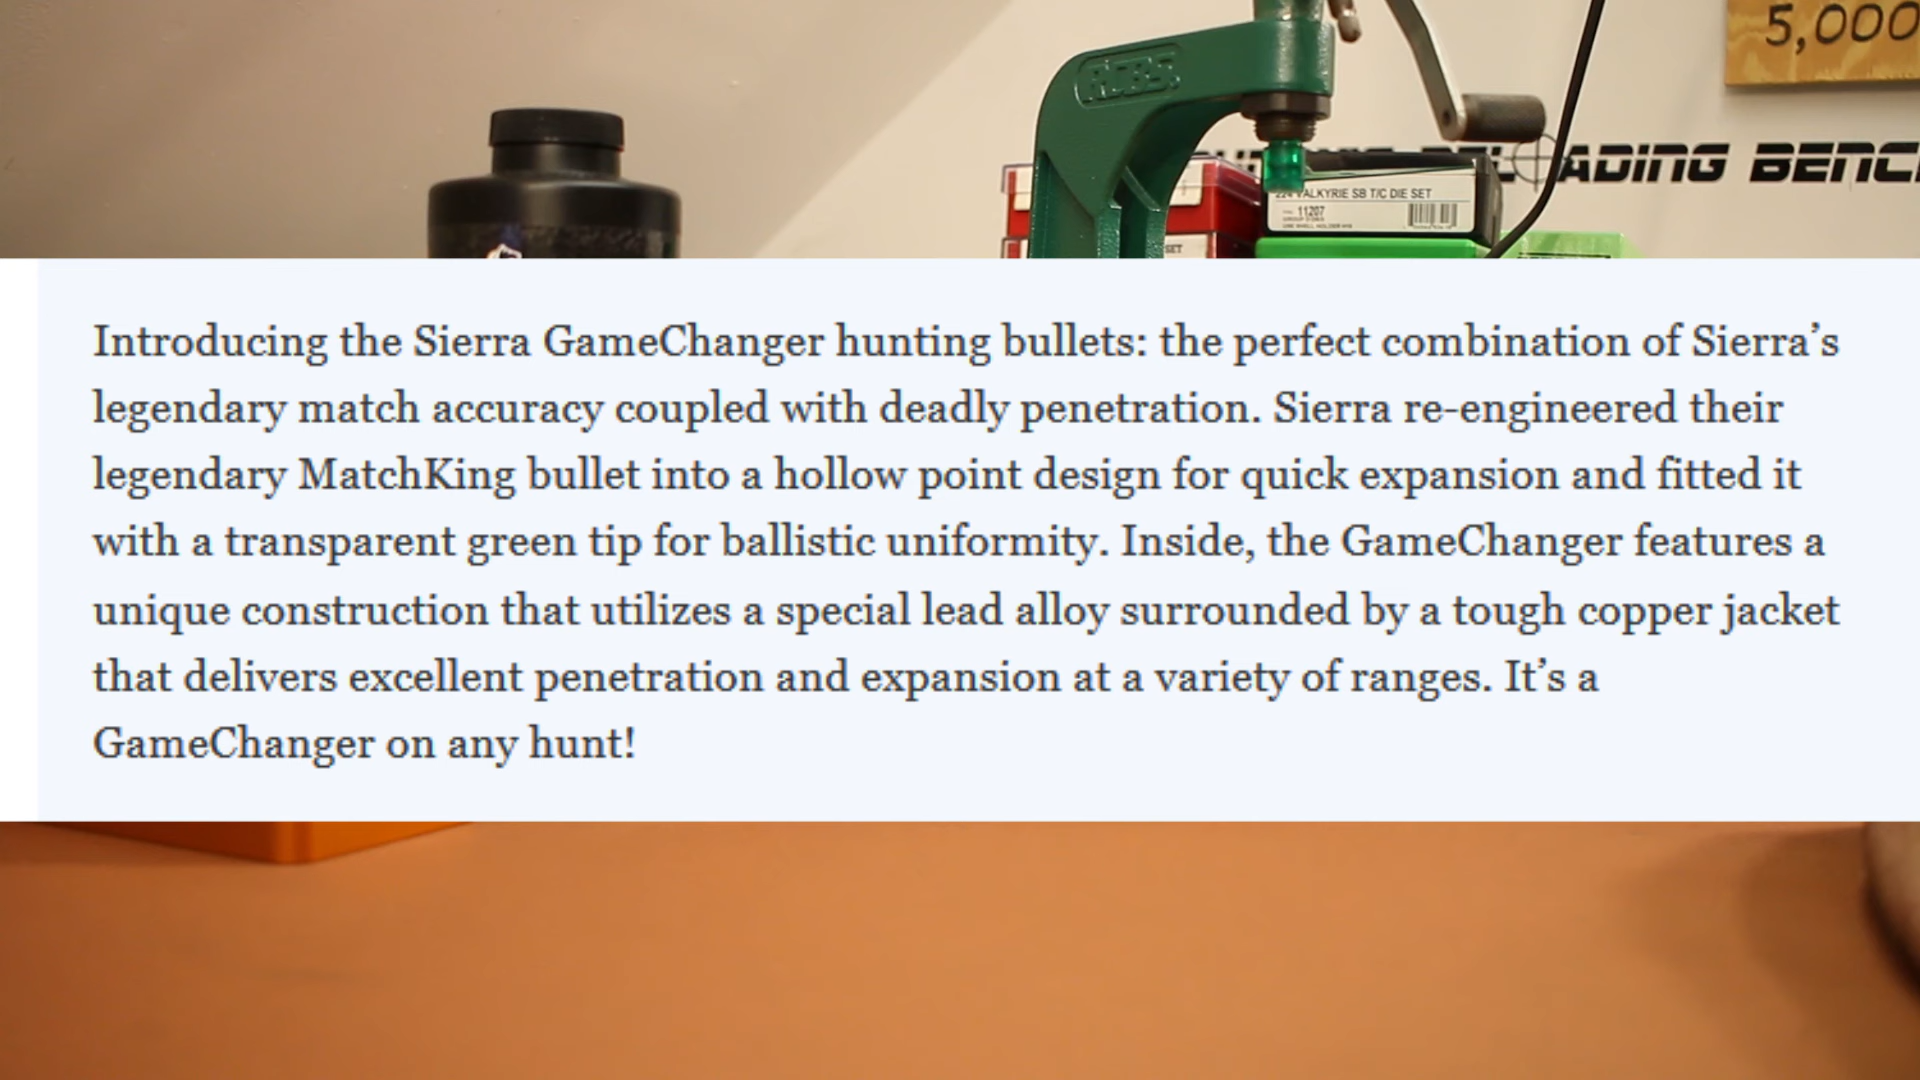 5,000
RCBS
ADING BENC
224 VALKYRIE SB T/C DIE SET
11207
SET
Introducing the Sierra GameChanger hunting bullets: the perfect combination of Sierra’s
legendary match accuracy coupled with deadly penetration. Sierra re-engineered their
legendary MatchKing bullet into a hollow point design for quick expansion and fitted it
with a transparent green tip for ballistic uniformity. Inside, the GameChanger features a
unique construction that utilizes a special lead alloy surrounded by a tough copper jacket
that delivers excellent penetration and expansion at a variety of ranges. It’s a
GameChanger on any hunt!